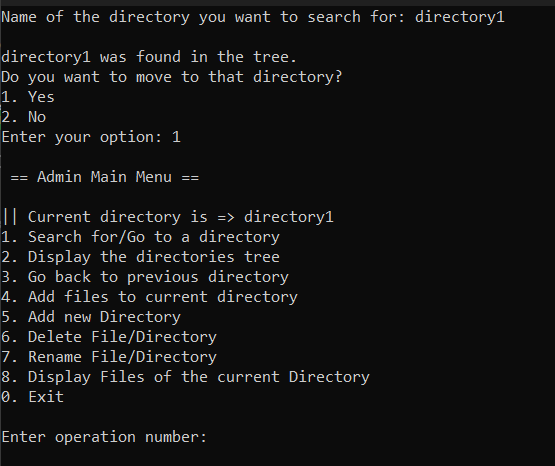 Name of the directory you want to search for: directory1
directory1 was found in the tree.
Do you want to move to that directory?
1. Yes
2. No
Enter your option: 1
== Admin Main Menu ==
|| Current directory is => directory1
1. Search for/Go to a directory
2. Display the directories tree
3. Go back to previous directory
4. Add files to current directory
5. Add new Directory
6. Delete File/Directory
7. Rename File/Directory
8. Display Files of the current Directory
0. Exit
Enter operation number: